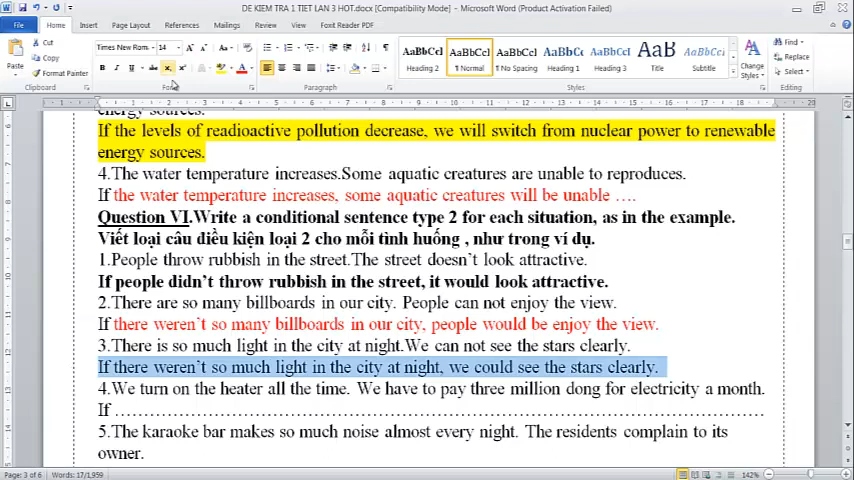 DE KIEM TRA 1 TIET LAN 3 HOT.docx [Compatibility Mode] - Microsoft Word (Product Activation Failed)
File Home Insert Page Layout References Mailings Review View Foxit Reader PDF
Cut
Copy
Format Painter
Paste
Times New Rom 14
AaBbCcI AaBbCcI AaBbCcI AaBbCcI AaBbCcI AaBbCcI AaB AaBbCcI
Heading 2 ¶ Normal ¶ No Spacing Heading 1 Heading 3 Title Subtitle
Change Styles
Find
Replace
Select
Clipboard Font Paragraph Styles Editing
energy sources.
If the levels of readioactive pollution decrease, we will switch from nuclear power to renewable
energy sources.
4.The water temperature increases.Some aquatic creatures are unable to reproduces.
If the water temperature increases, some aquatic creatures will be unable ….
Question VI.Write a conditional sentence type 2 for each situation, as in the example.
Viết loại câu điều kiện loại 2 cho mỗi tình huống , như trong ví dụ.
1.People throw rubbish in the street.The street doesn't look attractive.
If people didn't throw rubbish in the street, it would look attractive.
2.There are so many billboards in our city. People can not enjoy the view.
If there weren't so many billboards in our city, people would be enjoy the view.
3.There is so much light in the city at night.We can not see the stars clearly.
If there weren't so much light in the city at night, we could see the stars clearly.
4.We turn on the heater all the time. We have to pay three million dong for electricity a month.
If ……………………………………………………………………………
5.The karaoke bar makes so much noise almost every night. The residents complain to its
owner.
Page: 3 of 6 Words: 17/1,959 142%